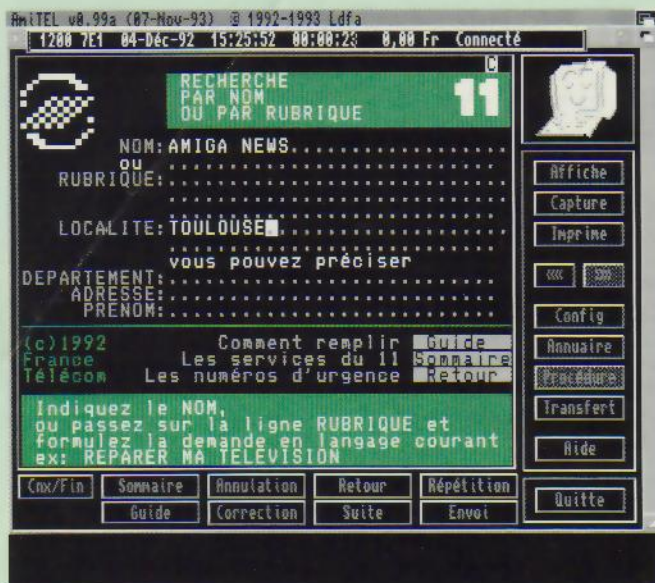 AmiTEL v0.99a (07-Nov-93) © 1992-1993 Ldfa
1200 7E1 04-Déc-92 15:25:52 00:00:23 0,00 Fr Connecté
C
RECHERCHE
PAR NOM
OU PAR RUBRIQUE
11
NOM: AMIGA NEWS..................
ou
RUBRIQUE:............................
LOCALITE: TOULOUSE....................
vous pouvez préciser
DEPARTEMENT:............................
ADRESSE:............................
PRENOM:............................
(c)1992 Comment remplir Guide
France Les services du 11 Sommaire
Télécom Les numéros d'urgence Retour
Indiquez le NOM,
ou passez sur la ligne RUBRIQUE et
formulez la demande en langage courant
ex: REPARER MA TELEVISION
Affiche
Capture
Imprime
<<<< >>>>
Config
Annuaire
Procédure
Transfert
Aide
Quitte
Cnx/Fin Sommaire Annulation Retour Répétition
Guide Correction Suite Envoi